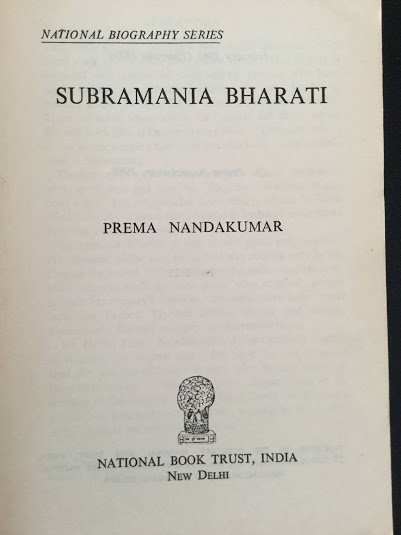 NATIONAL BIOGRAPHY SERIES
SUBRAMANIA BHARATI
PREMA NANDAKUMAR
NATIONAL BOOK TRUST, INDIA
NEW DELHI